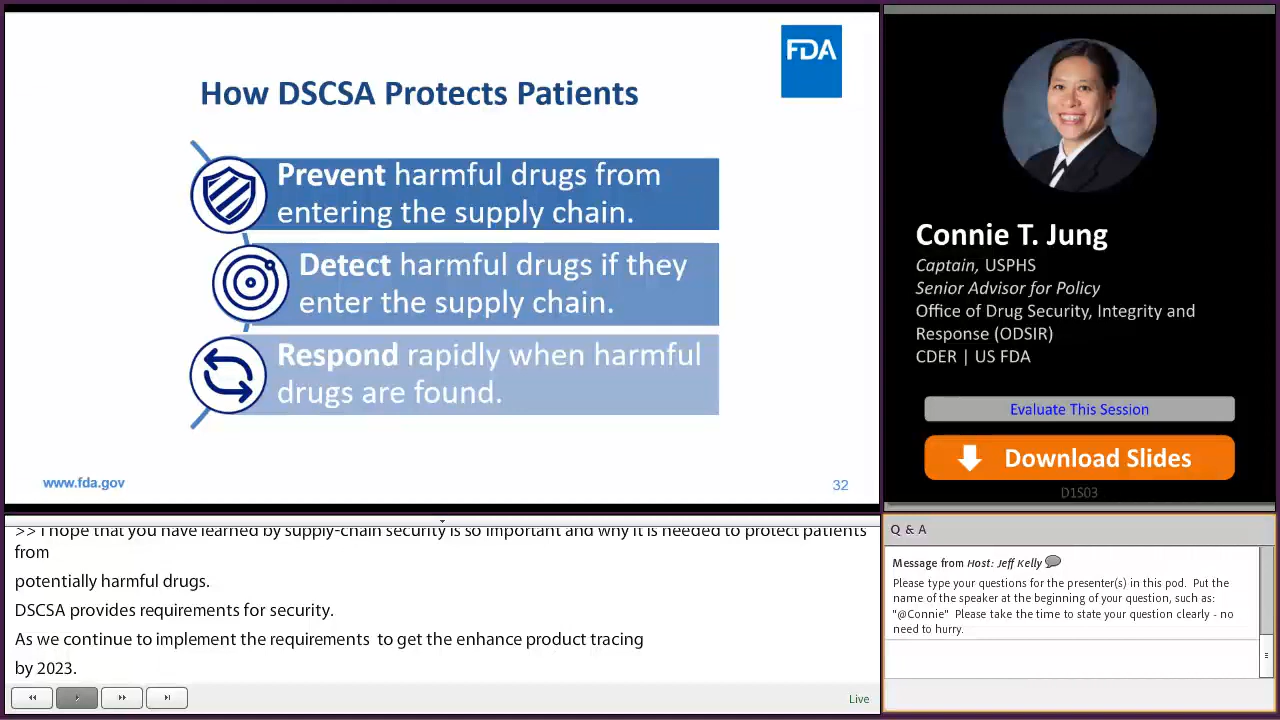 FDA
How DSCSA Protects Patients
Prevent harmful drugs from
entering the supply chain.
Detect harmful drugs if they
enter the supply chain.
Respond rapidly when harmful
drugs are found.
www.fda.gov
32
Connie T. Jung
Captain, USPHS
Senior Advisor for Policy
Office of Drug Security, Integrity and
Response (ODSIR)
CDER | US FDA
Evaluate This Session
Download Slides
D1S03
>> I hope that you have learned by supply-chain security is so important and why it is needed to protect patients
from
potentially harmful drugs.
DSCSA provides requirements for security.
As we continue to implement the requirements to get the enhance product tracing
by 2023.
Live
Q & A
Message from Host: Jeff Kelly
Please type your questions for the presenter(s) in this pod. Put the
name of the speaker at the beginning of your question, such as:
"@Connie" Please take the time to state your question clearly - no
need to hurry.